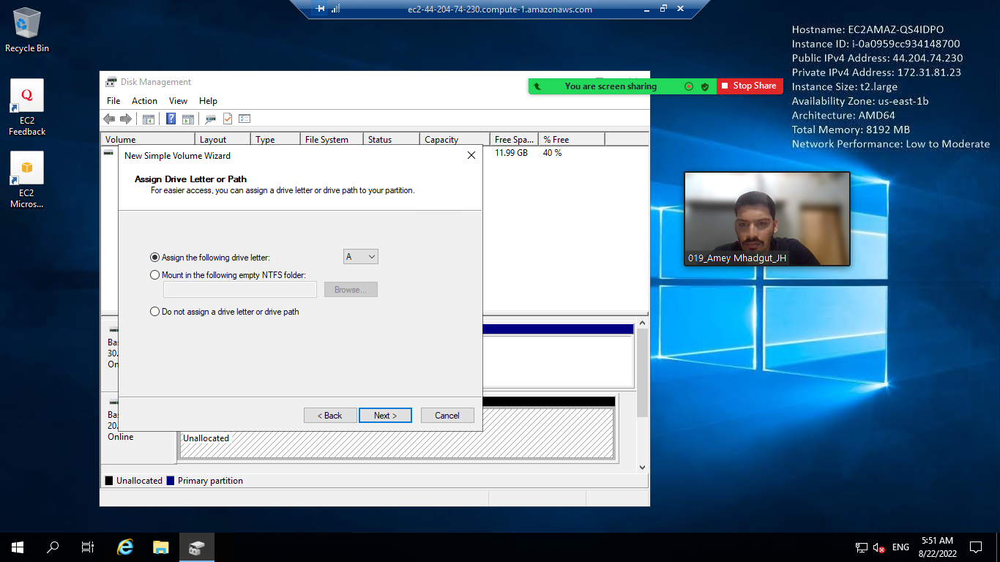 ec2-44-204-74-230.compute-1.amazonaws.com
Recycle Bin
EC2
Feedback
EC2
Micros...
Hostname: EC2AMAZ-QS4IDPO
Instance ID: i-0a0959cc934148700
Public IPv4 Address: 44.204.74.230
Private IPv4 Address: 172.31.81.23
Instance Size: t2.large
Availability Zone: us-east-1b
Architecture: AMD64
Total Memory: 8192 MB
Network Performance: Low to Moderate
Disk Management
You are screen sharing
Stop Share
File Action View Help
Volume Layout Type File System Status Capacity Free Spa... % Free
11.99 GB 40 %
New Simple Volume Wizard
Assign Drive Letter or Path
For easier access, you can assign a drive letter or drive path to your partition.
Assign the following drive letter: A
Mount in the following empty NTFS folder:
Browse...
Do not assign a drive letter or drive path
< Back Next > Cancel
019_Amey Mhadgut_JH
Ba
30.
On
Ba
20.
Online
Unallocated
Unallocated Primary partition
ENG
5:51 AM
8/22/2022